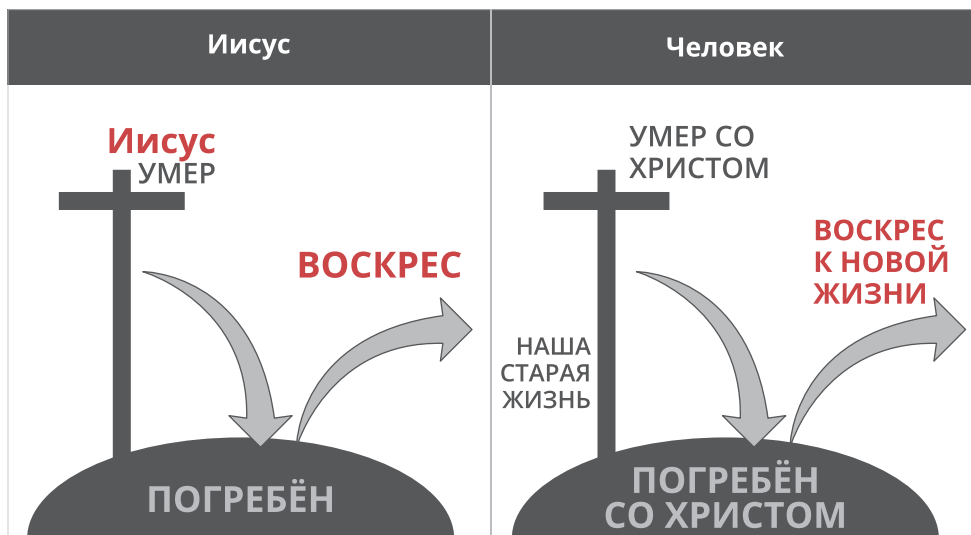 Иисус
Человек
Иисус
УМЕР
ВОСКРЕС
ПОГРЕБЁН
УМЕР СО
ХРИСТОМ
ВОСКРЕС
К НОВОЙ
ЖИЗНИ
НАША
СТАРАЯ
ЖИЗНЬ
ПОГРЕБЁН
СО ХРИСТОМ